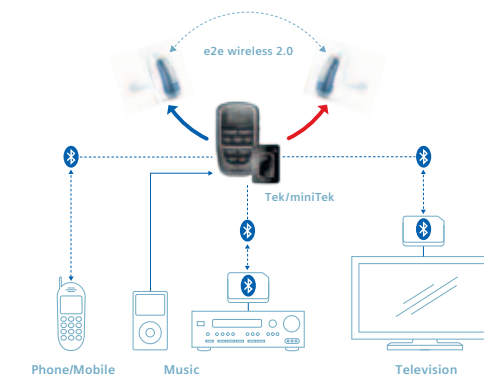 e2e wireless 2.0
Tek/miniTek
Phone/Mobile
Music
Television